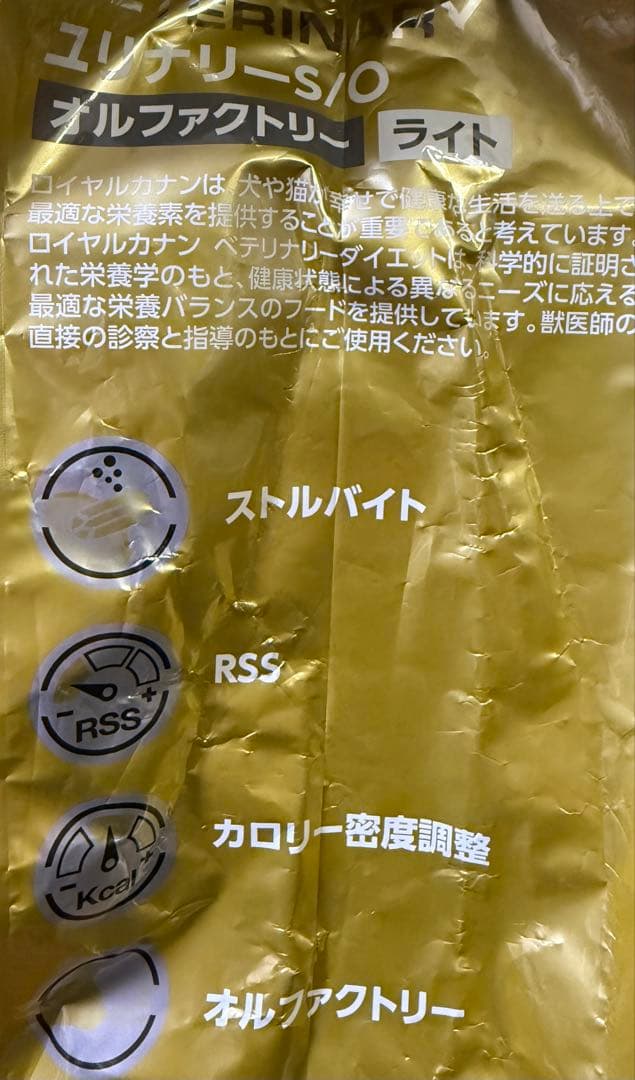 ユリナリーS/O
オルファクトリー ライト
ロイヤルカナンは、犬や猫が幸せで健康な生活を送る上で
最適な栄養素を提供することが重要であると考えています。
ロイヤルカナン ベテリナリーダイエットは、科学的に証明さ
れた栄養学のもと、健康状態による異なるニーズに応える
最適な栄養バランスのフードを提供しています。獣医師の
直接の診察と指導のもとにご使用ください。
ストルバイト
RSS
- RSS +
カロリー密度調整
- Kcal +
オルファクトリー